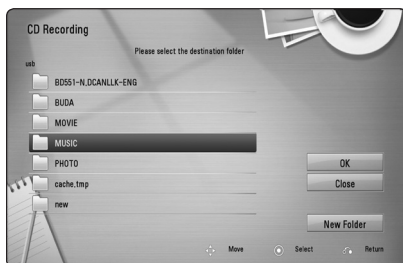 CD Recording
Please select the destination folder
usb
BD551-N.DCANLLK-ENG
BUDA
MOVIE
MUSIC
PHOTO
cache.tmp
new
OK
Close
New Folder
Move
Select
Return